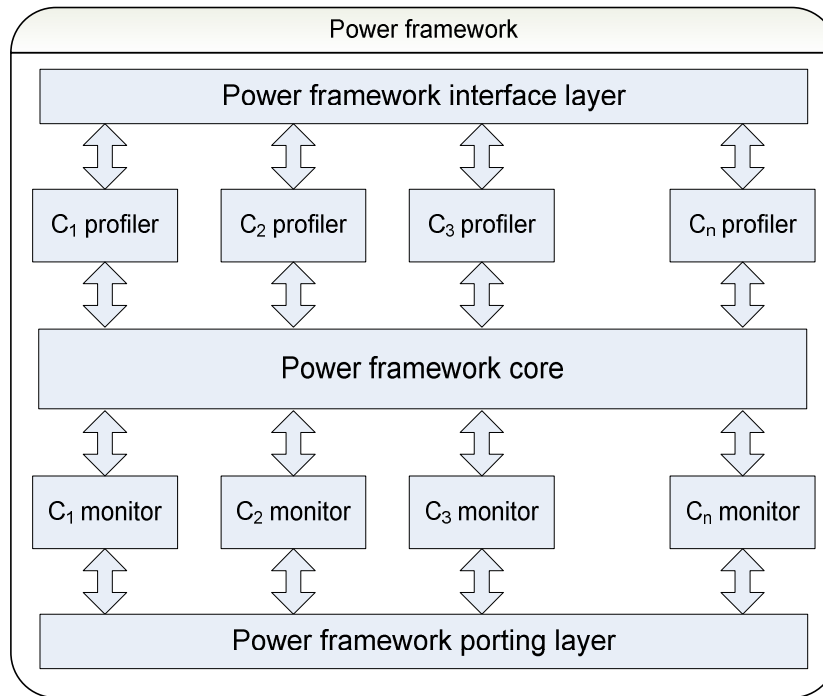 Power framework
Power framework interface layer
C₁ profiler
C₂ profiler
C₃ profiler
Cₙ profiler
Power framework core
C₁ monitor
C₂ monitor
C₃ monitor
Cₙ monitor
Power framework porting layer